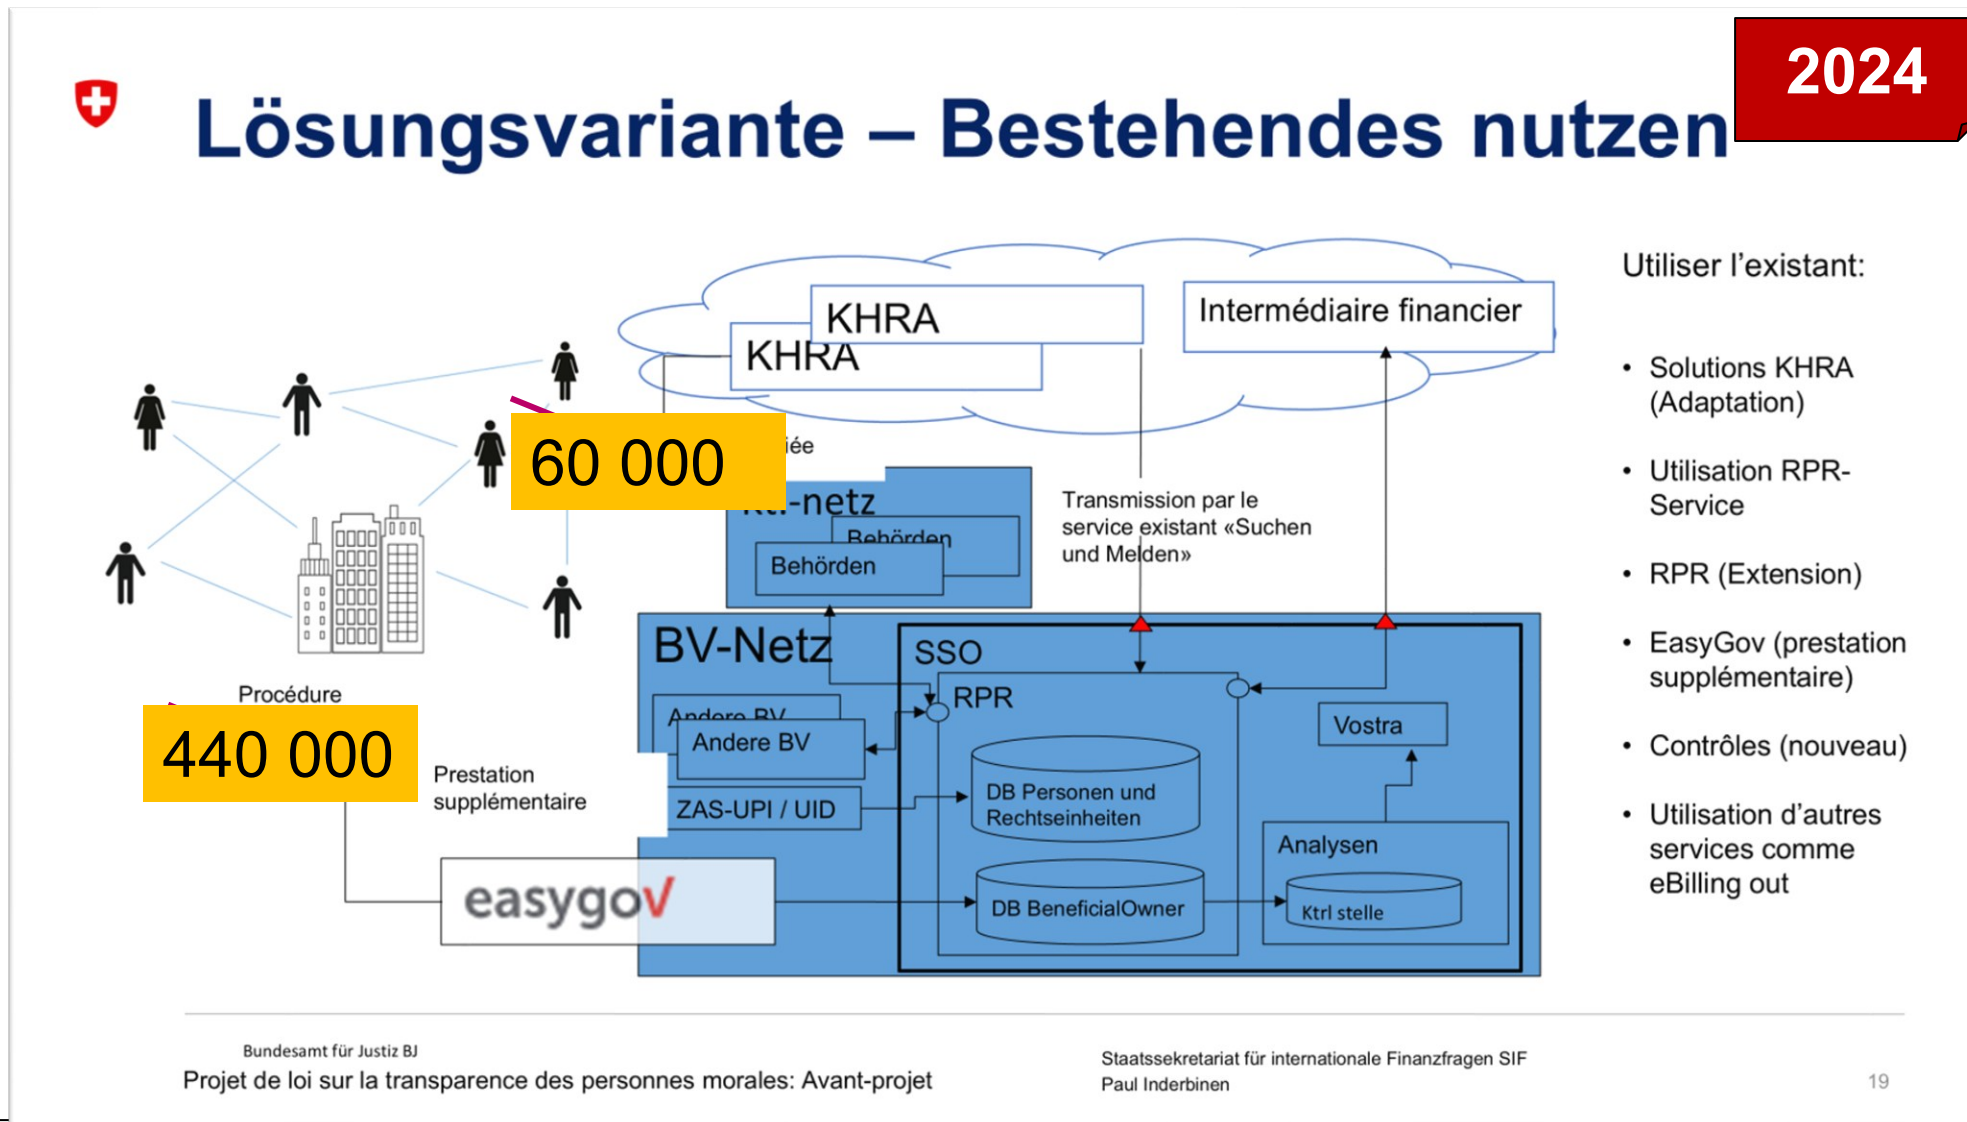 2024
Lösungsvariante – Bestehendes nutzen
KHRA
KHRA
Intermédiaire financier
Utiliser l'existant:
• Solutions KHRA
(Adaptation)
• Utilisation RPR-
Service
• RPR (Extension)
• EasyGov (prestation
supplémentaire)
• Contrôles (nouveau)
• Utilisation d'autres
services comme
eBilling out
60 000
-netz
Behörden
Behörden
Transmission par le
service existant «Suchen
und Melden»
BV-Netz
SSO
RPR
Andere BV
Andere BV
ZAS-UPI / UID
DB Personen und
Rechtseinheiten
DB BeneficialOwner
Vostra
Analysen
Ktrl stelle
Procédure
440 000
Prestation
supplémentaire
easygov
Bundesamt für Justiz BJ
Projet de loi sur la transparence des personnes morales: Avant-projet
Staatssekretariat für internationale Finanzfragen SIF
Paul Inderbinen
19